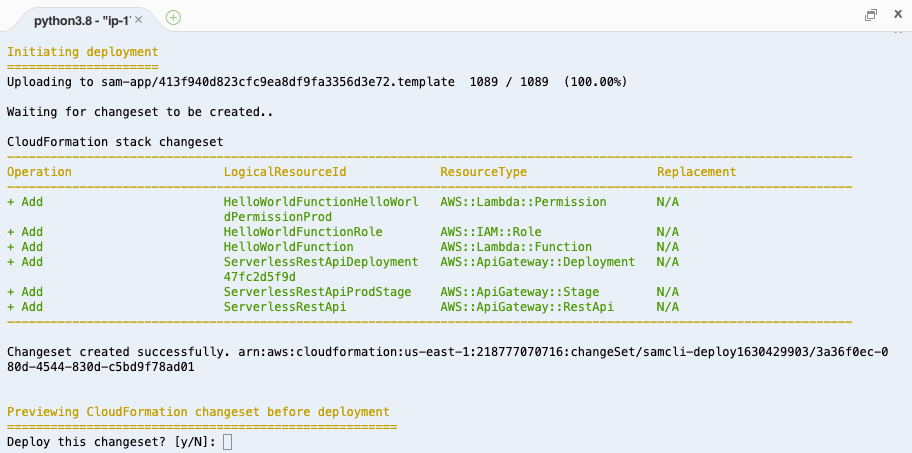 python3.8 - "ip-1
Initiating deployment
=====================
Uploading to sam-app/413f940d823cfc9ea8df9fa3356d3e72.template  1089 / 1089  (100.00%)
Waiting for changeset to be created..
CloudFormation stack changeset
Operation LogicalResourceId ResourceType Replacement
+ Add HelloWorldFunctionHelloWorl AWS::Lambda::Permission N/A
dPermissionProd
+ Add HelloWorldFunctionRole AWS::IAM::Role N/A
+ Add HelloWorldFunction AWS::Lambda::Function N/A
+ Add ServerlessRestApiDeployment AWS::ApiGateway::Deployment N/A
47fc2d5f9d
+ Add ServerlessRestApiProdStage AWS::ApiGateway::Stage N/A
+ Add ServerlessRestApi AWS::ApiGateway::RestApi N/A
Changeset created successfully. arn:aws:cloudformation:us-east-1:218777070716:changeSet/samcli-deploy1630429903/3a36f0ec-0
80d-4544-830d-c5bd9f78ad01
Previewing CloudFormation changeset before deployment
======================================================
Deploy this changeset? [y/N]: